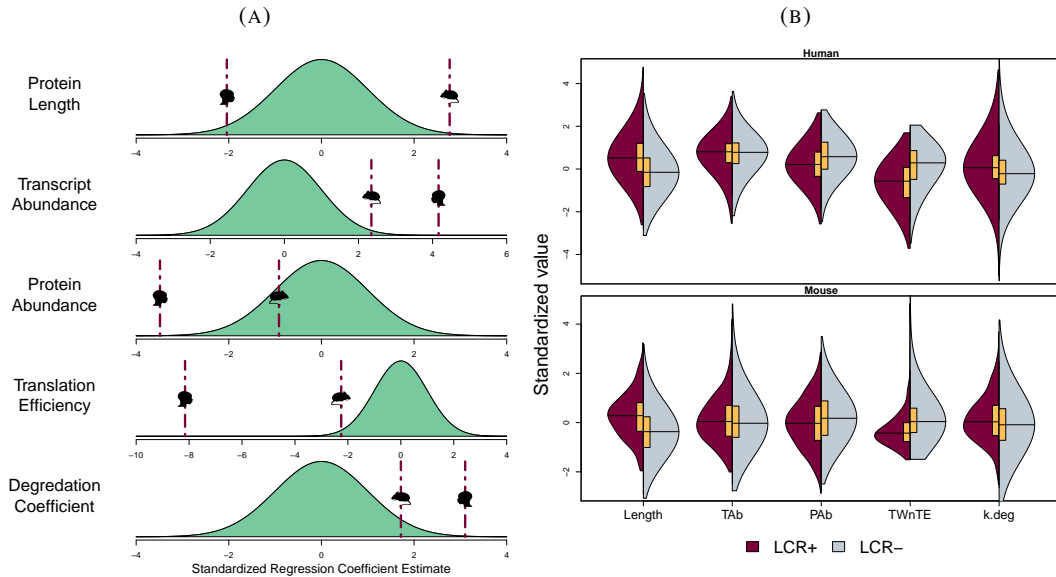 (A)
Protein
Length
−4
−2
0
2
4
Transcript
Abundance
−4
−2
0
2
4
6
Protein
Abundance
−4
−2
0
2
4
Translation
Efficiency
−10
−8
−6
−4
−2
0
2
4
Degredation
Coefficient
−4
−2
0
2
4
Standardized Regression Coefficient Estimate
(B)
Standardized value
Human
4
2
0
−2
−4
Mouse
4
2
0
−2
Length
TAb
PAb
TWnTE
k.deg
LCR+
LCR−